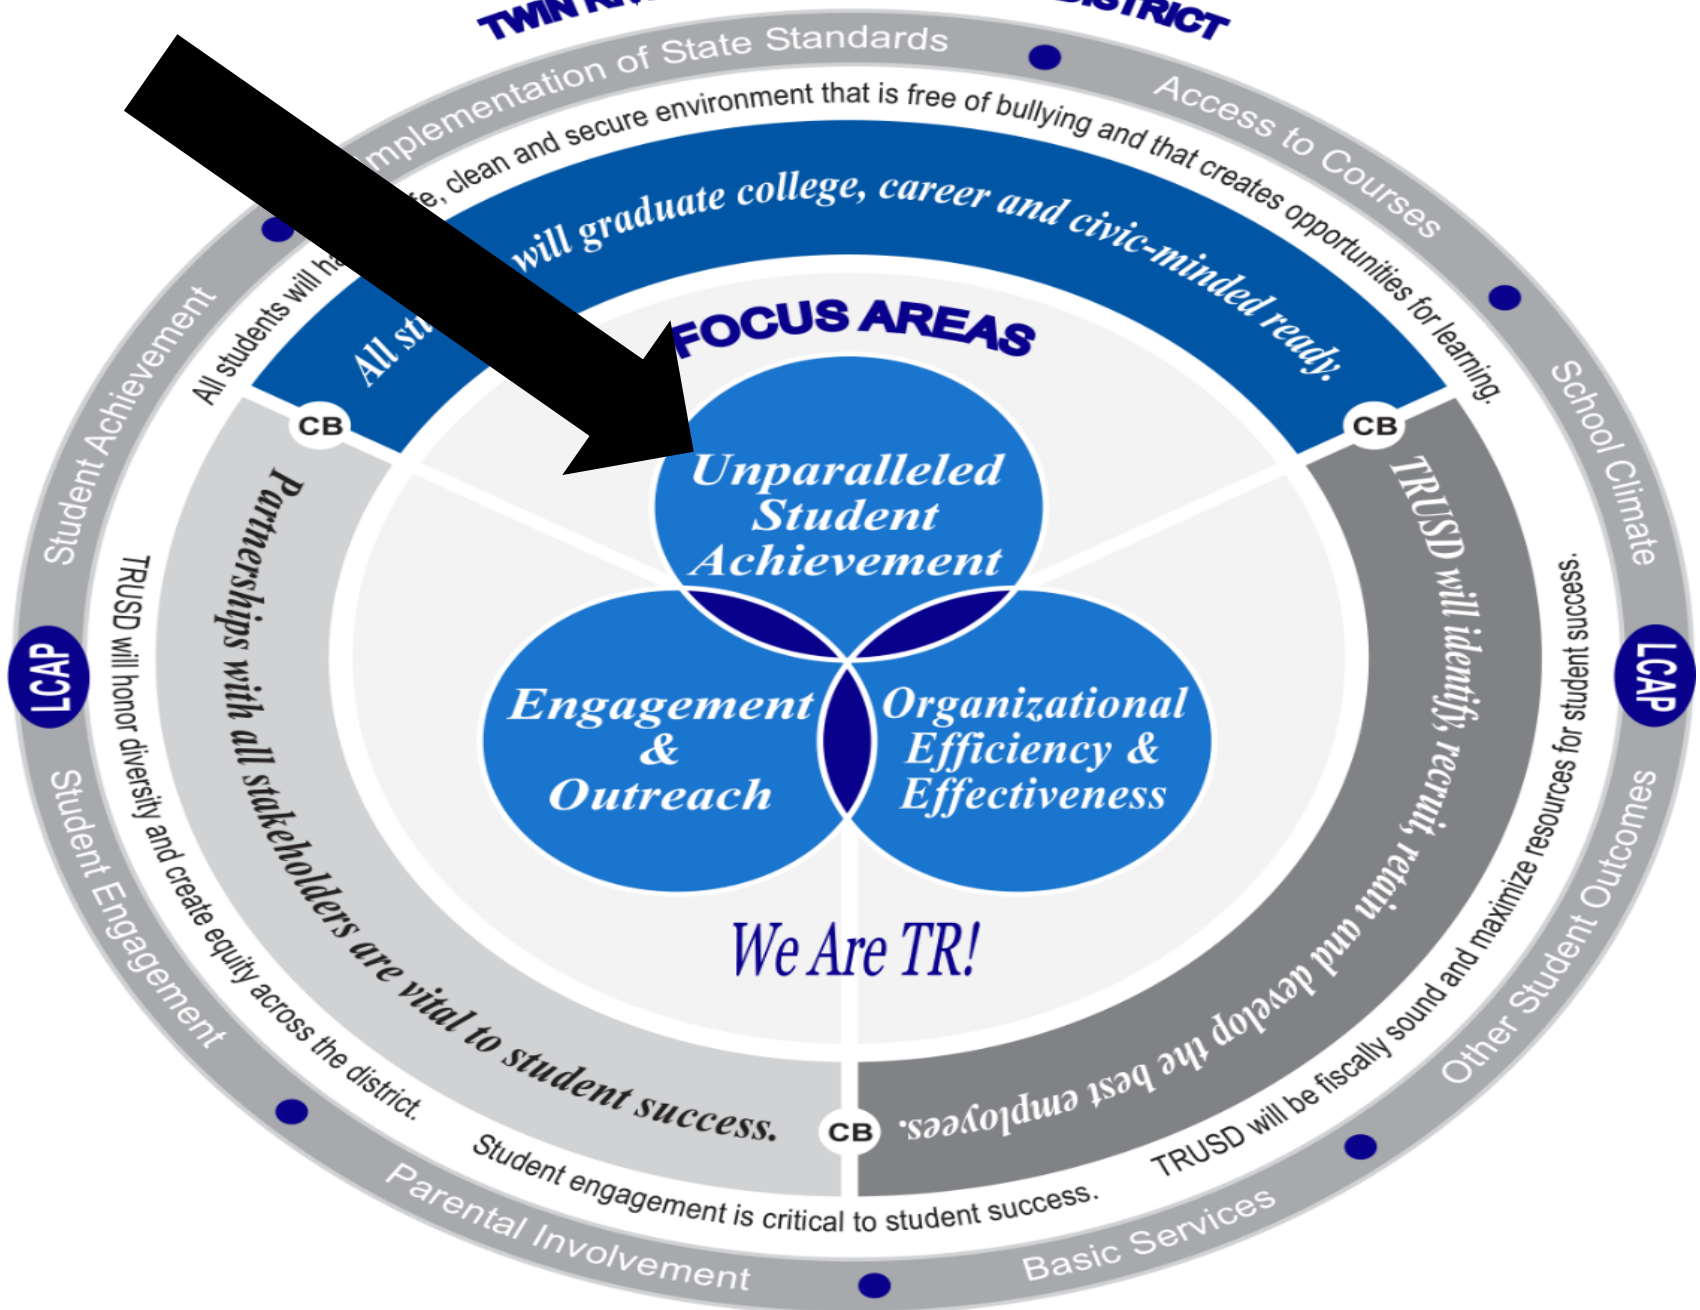 TWIN
DISTRICT
mplementation of State Standards
Access to Courses
School Climate
LCAP
Other Student Outcomes
Basic Services
Parental Involvement
Student Engagement
LCAP
Student Achievement
All students will ha fe, clean and secure environment that is free of bullying and that creates opportunities for learning.
TRUSD will be fiscally sound and maximize resources for student success.
Student engagement is critical to student success.
TRUSD will honor diversity and create equity across the district.
All stu will graduate college, career and civic-minded ready.
CB
TRUSD will identify, recruit, retain and develop the best employees.
CB
Partnerships with all stakeholders are vital to student success.
CB
FOCUS AREAS
Unparalleled
Student
Achievement
Engagement
&
Outreach
Organizational
Efficiency &
Effectiveness
We Are TR!